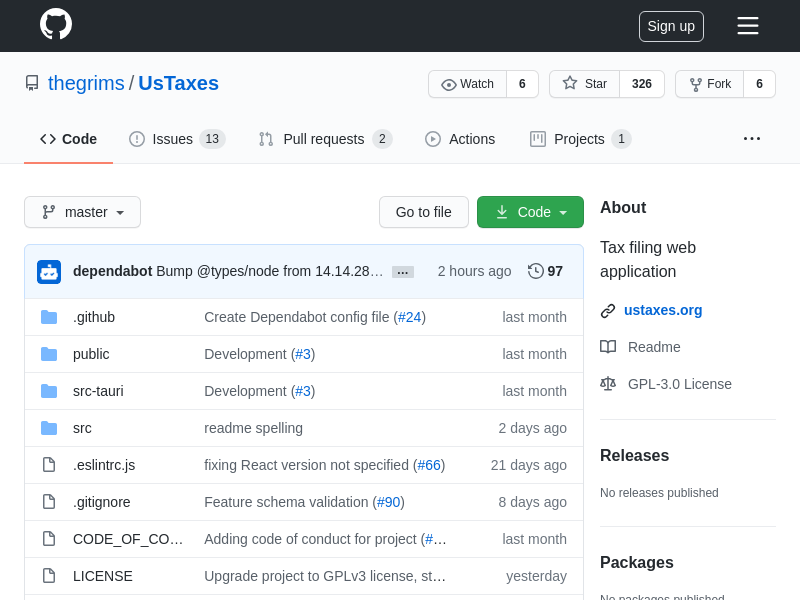 Sign up
thegrims / UsTaxes
Watch 6
Star 326
Fork 6
Code
Issues 13
Pull requests 2
Actions
Projects 1
master
Go to file
Code
dependabot Bump @types/node from 14.14.28… … 2 hours ago 97
.github Create Dependabot config file (#24) last month
public Development (#3) last month
src-tauri Development (#3) last month
src readme spelling 2 days ago
.eslintrc.js fixing React version not specified (#66) 21 days ago
.gitignore Feature schema validation (#90) 8 days ago
CODE_OF_CO… Adding code of conduct for project (#… last month
LICENSE Upgrade project to GPLv3 license, st… yesterday
About
Tax filing web
application
ustaxes.org
Readme
GPL-3.0 License
Releases
No releases published
Packages
No packages published